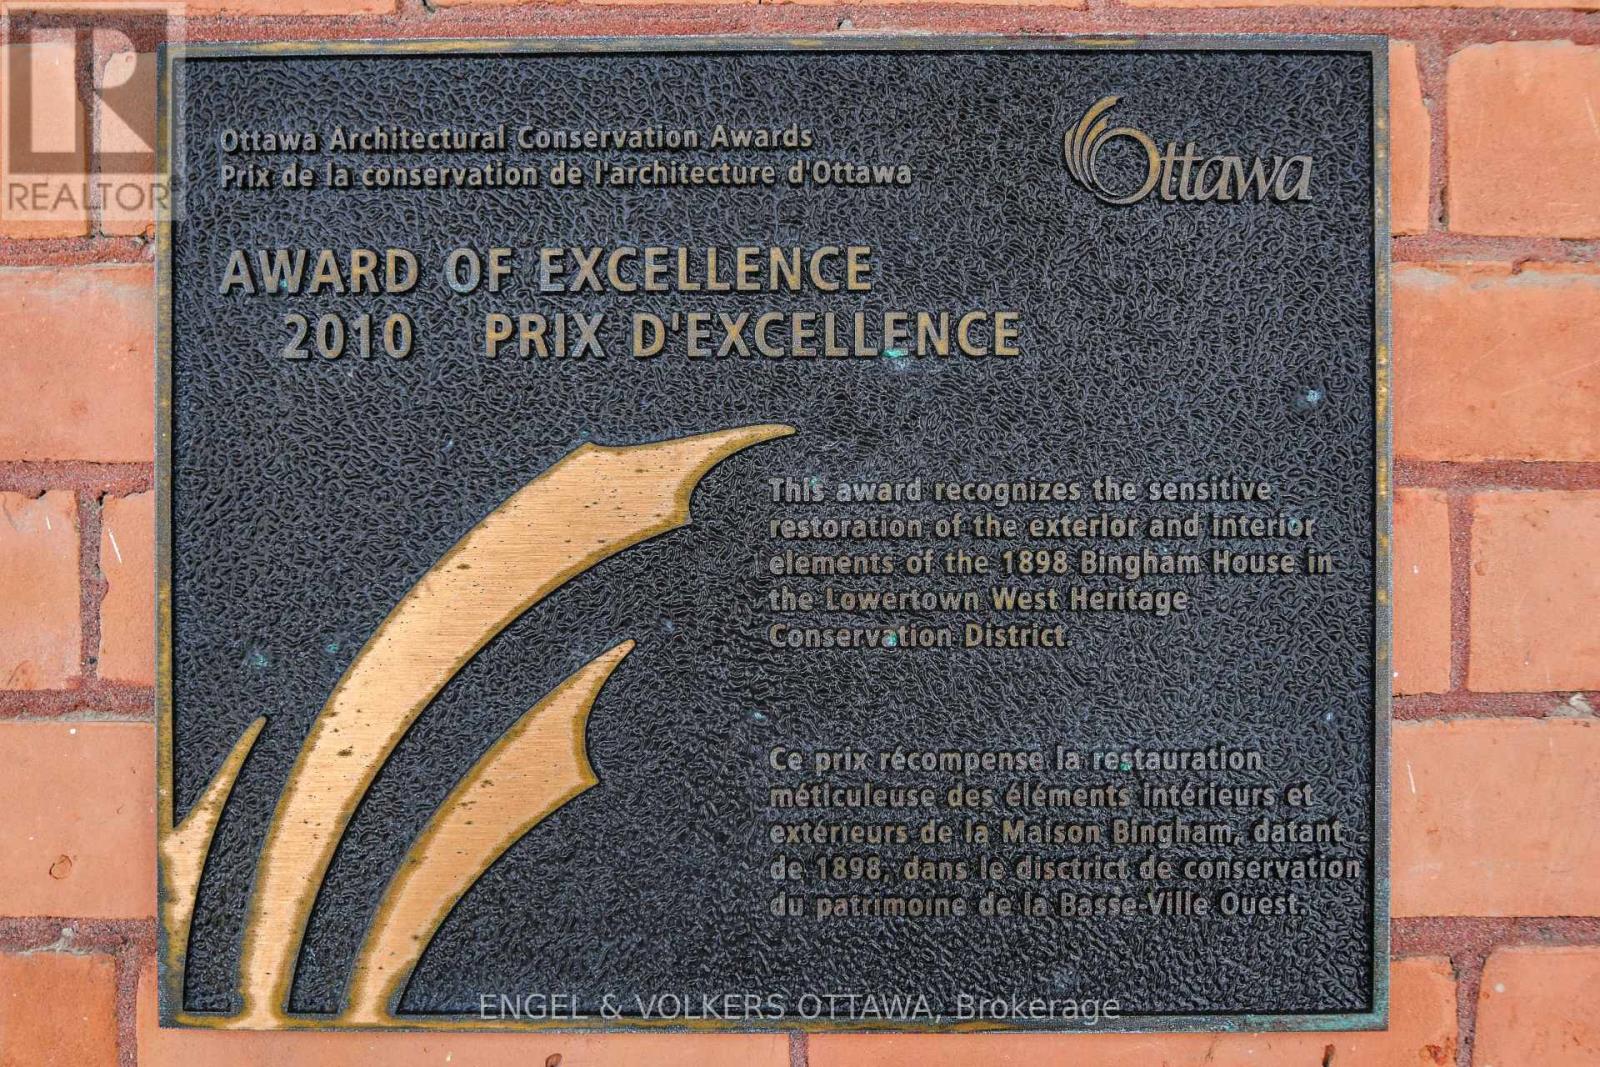 REALTOR
Ottawa Architectural Conservation Awards
Prix de la conservation de l'architecture d'Ottawa
Ottawa
AWARD OF EXCELLENCE
2010 PRIX D'EXCELLENCE
This award recognizes the sensitive
restoration of the exterior and interior
elements of the 1898 Bingham House in
the Lowertown West Heritage
Conservation District.
Ce prix récompense la restauration
méticuleuse des éléments intérieurs et
extérieurs de la Maison Bingham, datant
de 1898, dans le disctrict de conservation
du patrimoine de la Basse-Ville Ouest.
ENGEL & VOLKERS OTTAWA, Brokerage